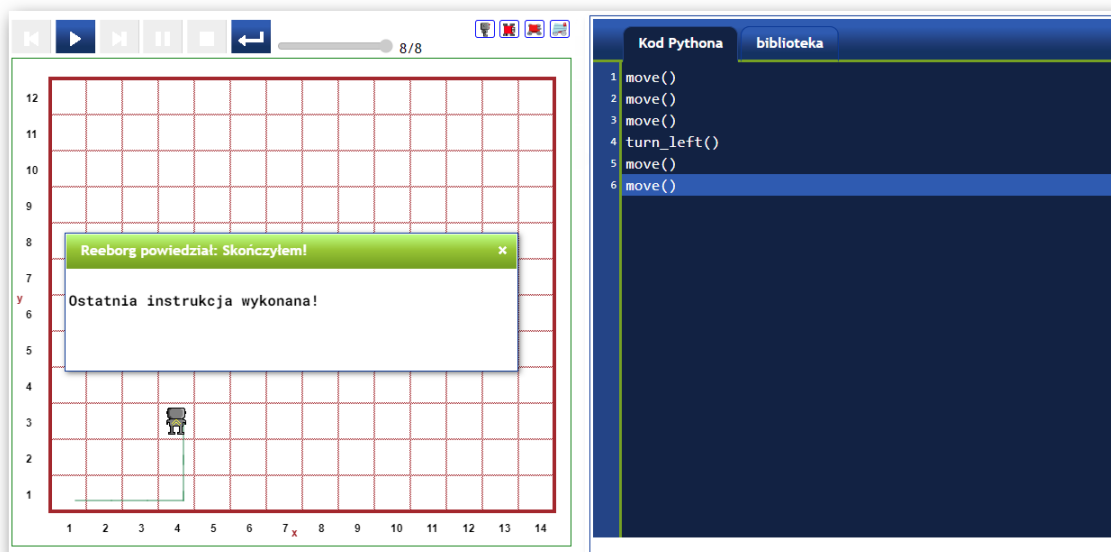 8/8
12
11
10
9
8
7
y
6
5
4
3
2
1
1 2 3 4 5 6 7 x 8 9 10 11 12 13 14
Reeborg powiedział: Skończyłem! ×
Ostatnia instrukcja wykonana!
Kod Pythona biblioteka
1 move()
2 move()
3 move()
4 turn_left()
5 move()
6 move()